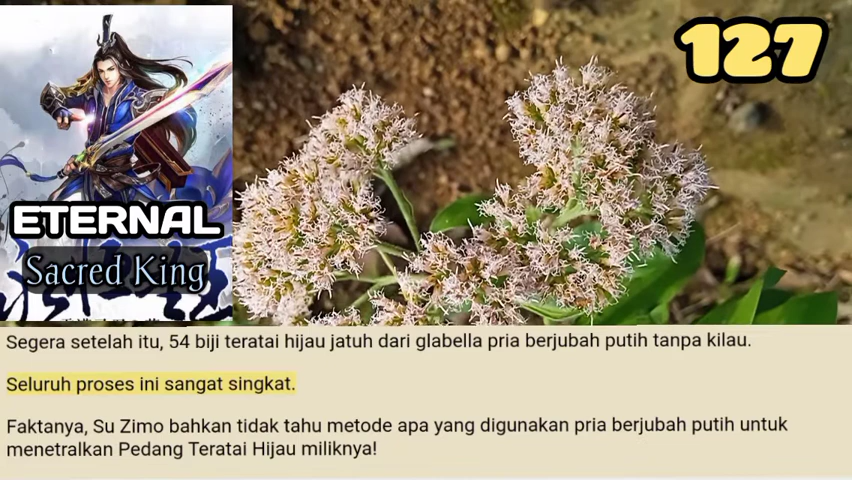 127
ETERNAL
Sacred King
Segera setelah itu, 54 biji teratai hijau jatuh dari glabella pria berjubah putih tanpa kilau.
Seluruh proses ini sangat singkat.
Faktanya, Su Zimo bahkan tidak tahu metode apa yang digunakan pria berjubah putih untuk
menetralkan Pedang Teratai Hijau miliknya!